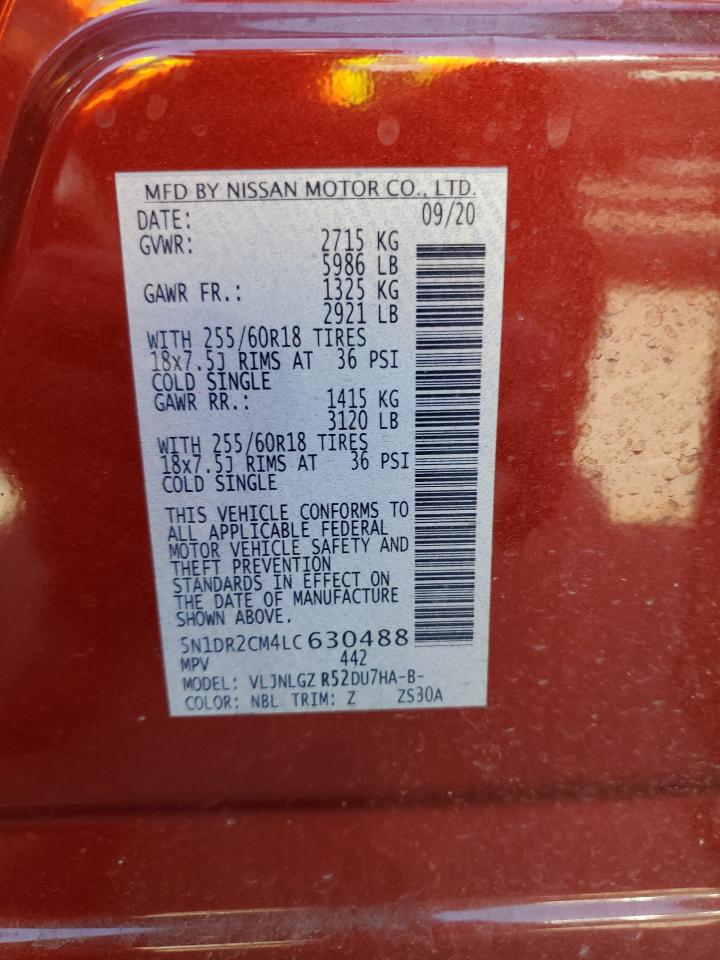 MFD BY NISSAN MOTOR CO., LTD.
DATE: 09/20
GVWR: 2715 KG
5986 LB
GAWR FR.: 1325 KG
2921 LB
WITH 255/60R18 TIRES
18x7.5J RIMS AT 36 PSI
COLD SINGLE
GAWR RR.: 1415 KG
3120 LB
WITH 255/60R18 TIRES
18x7.5J RIMS AT 36 PSI
COLD SINGLE
THIS VEHICLE CONFORMS TO
ALL APPLICABLE FEDERAL
MOTOR VEHICLE SAFETY AND
THEFT PREVENTION
STANDARDS IN EFFECT ON
THE DATE OF MANUFACTURE
SHOWN ABOVE.
5N1DR2CM4LC630488
MPV 442
MODEL: VLJNLGZ R52DU7HA-B-
COLOR: NBL TRIM: Z ZS30A